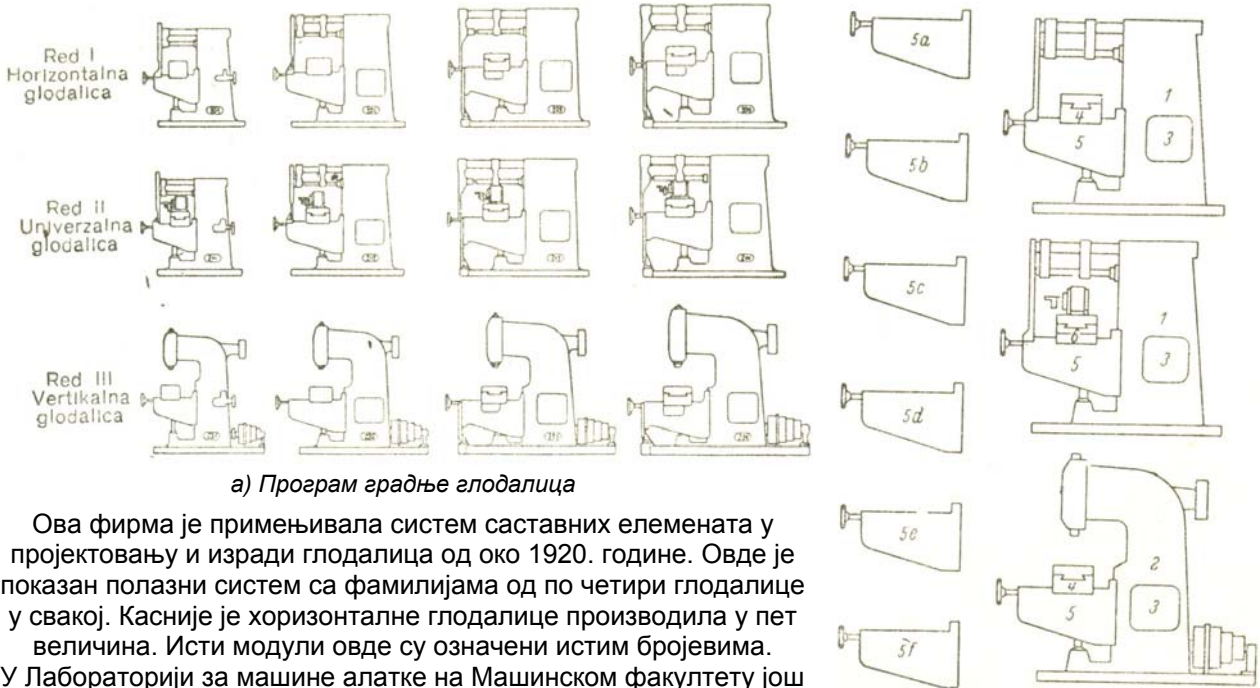 Red I
Horizontalna
glodalica
Red II
Univerzalna
glodalica
Red III
Vertikalna
glodalica
а) Програм градње глодалица
Ова фирма је примењивала систем саставних елемената у
пројектовању и изради глодалица од око 1920. године. Овде је
показан полазни систем са фамилијама од по четири глодалице
у свакој. Касније је хоризонталне глодалице производила у пет
величина. Исти модули овде су означени истим бројевима.
У Лабораторији за машине алатке на Машинском факултету још
5a
5b
5c
5d
5e
5f
1
4
5
3
1
6
5
3
2
4
5
3